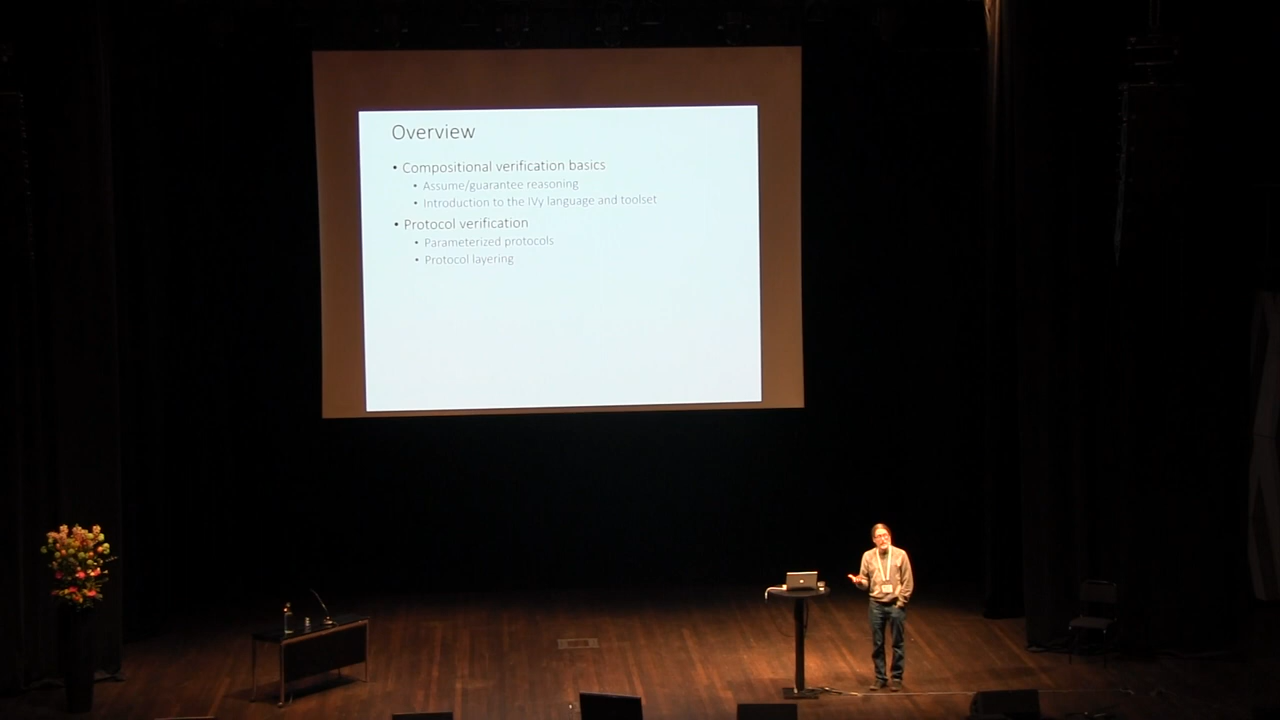 Overview
• Compositional verification basics
• Assume/guarantee reasoning
• Introduction to the IVy language and toolset
• Protocol verification
• Parameterized protocols
• Protocol layering